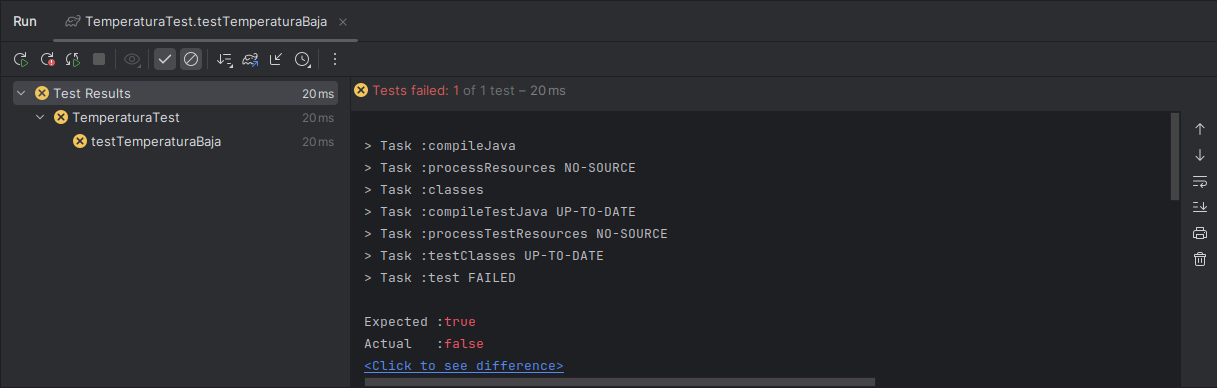 Run
TemperaturaTest.testTemperaturaBaja
Test Results 20 ms
TemperaturaTest 20 ms
testTemperaturaBaja 20 ms
Tests failed: 1 of 1 test – 20 ms
> Task :compileJava
> Task :processResources NO-SOURCE
> Task :classes
> Task :compileTestJava UP-TO-DATE
> Task :processTestResources NO-SOURCE
> Task :testClasses UP-TO-DATE
> Task :test FAILED
Expected :true
Actual   :false
<Click to see difference>